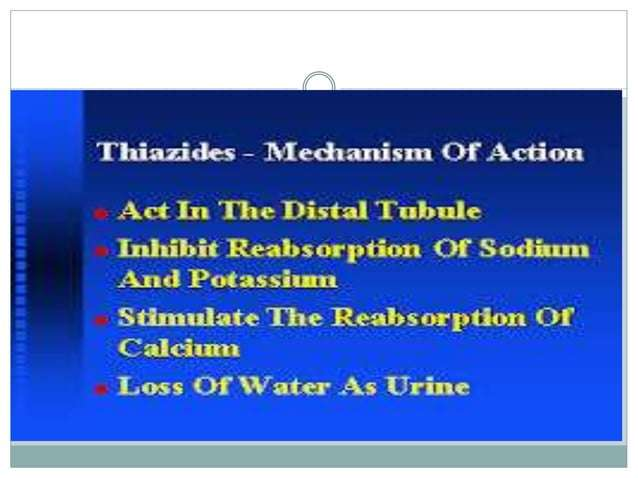 Thiazides - Mechanism Of Action
Act In The Distal Tubule
Inhibit Reabsorption Of Sodium
And Potassium
Stimulate The Reabsorption Of
Calcium
Loss Of Water As Urine